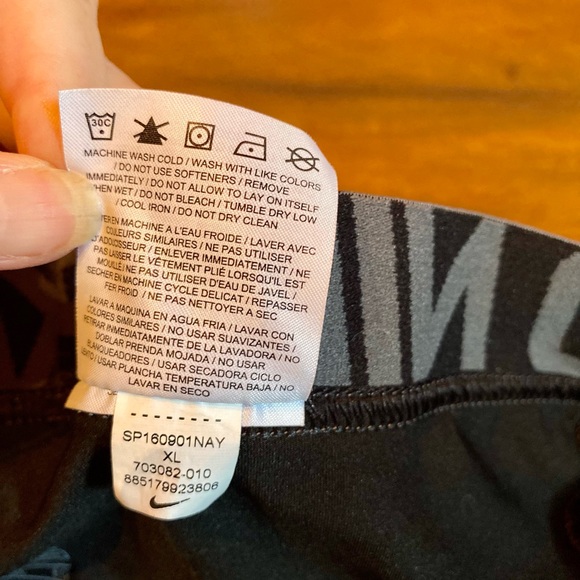 30C
MACHINE WASH COLD / WASH WITH LIKE COLORS
/ DO NOT USE SOFTENERS / REMOVE
IMMEDIATELY / DO NOT ALLOW TO LAY ON ITSELF
WHEN WET / DO NOT BLEACH / TUMBLE DRY LOW
/ COOL IRON / DO NOT DRY CLEAN
EN MACHINE A L'EAU FROIDE / LAVER AVEC
COULEURS SIMILAIRES / NE PAS UTILISER
D'ADOUCISSEUR / ENLEVER IMMEDIATEMENT / NE
PAS LAISSER LE VÊTEMENT PLIÉ LORSQU'IL EST
MOUILLÉ / NE PAS UTILISER D'EAU DE JAVEL /
SECHER EN MACHINE CYCLE DELICAT / REPASSER
FER FROID / NE PAS NETTOYER A SEC
LAVAR A MAQUINA EN AGUA FRIA / LAVAR CON
COLORES SIMILARES / NO USAR SUAVIZANTES /
RETIRAR INMEDIATAMENTE DE LA LAVADORA / NO
DOBLAR PRENDA MOJADA / NO USAR
BLANQUEADORES / USAR SECADORA CICLO
/ USAR PLANCHA TEMPERATURA BAJA / NO
LAVAR EN SECO
SP160901NAY
XL
703082-010
885179923806